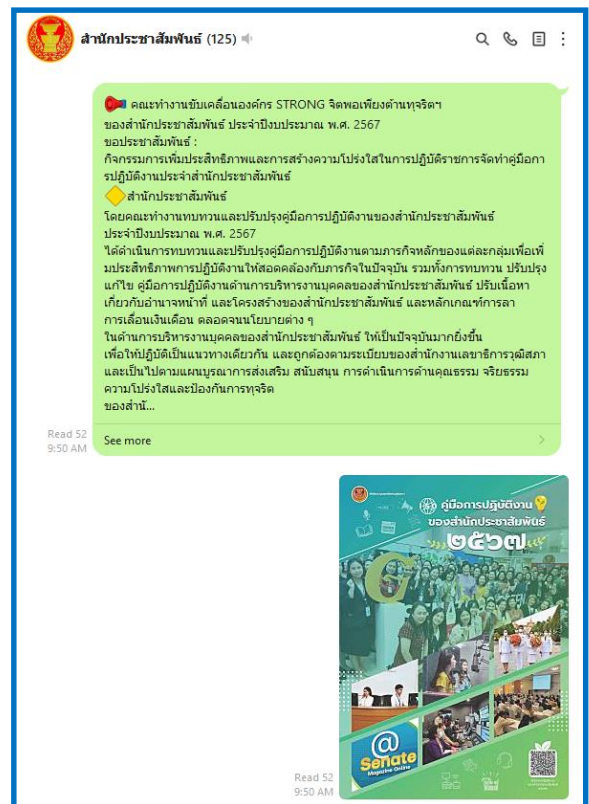 สำนักประชาสัมพันธ์ (125)
คณะทำงานขับเคลื่อนองค์กร STRONG จิตพอเพียงต้านทุจริตฯ
ของสำนักประชาสัมพันธ์ ประจำปีงบประมาณ พ.ศ. 2567
ขอประชาสัมพันธ์ :
กิจกรรมการเพิ่มประสิทธิภาพและการสร้างความโปร่งใสในการปฏิบัติราชการจัดทำคู่มือกา
รปฏิบัติงานประจำสำนักประชาสัมพันธ์
สำนักประชาสัมพันธ์
โดยคณะทำงานทบทวนและปรับปรุงคู่มือการปฏิบัติงานของสำนักประชาสัมพันธ์
ประจำปีงบประมาณ พ.ศ. 2567
ได้ดำเนินการทบทวนและปรับปรุงคู่มือการปฏิบัติงานตามภารกิจหลักของแต่ละกลุ่มเพื่อเพิ่
มประสิทธิภาพการปฏิบัติงานให้สอดคล้องกับภารกิจในปัจจุบัน รวมทั้งการทบทวน ปรับปรุง
แก้ไข คู่มือการปฏิบัติงานด้านการบริหารงานบุคคลของสำนักประชาสัมพันธ์ ปรับเนื้อหา
เกี่ยวกับอำนาจหน้าที่ และโครงสร้างของสำนักประชาสัมพันธ์ และหลักเกณฑ์การลา
การเลื่อนเงินเดือน ตลอดจนนโยบายต่าง ๆ
ในด้านการบริหารงานบุคคลของสำนักประชาสัมพันธ์ ให้เป็นปัจจุบันมากยิ่งขึ้น
เพื่อให้ปฏิบัติเป็นแนวทางเดียวกัน และถูกต้องตามระเบียบของสำนักงานเลขาธิการวุฒิสภา
และเป็นไปตามแผนบูรณาการส่งเสริม สนับสนุน การดำเนินการด้านคุณธรรม จริยธรรม
ความโปร่งใสและป้องกันการทุจริต
ของสำนั...
Read 52
9:50 AM
See more
คู่มือการปฏิบัติงาน
ของสำนักประชาสัมพันธ์
๒๕๖๗
G
@
Senate
Magazine Online
Read 52
9:50 AM